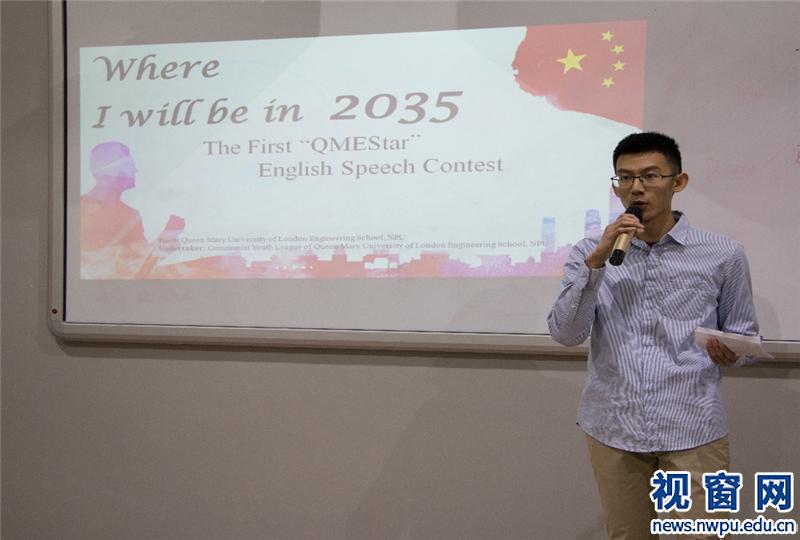 Where
I will be in 2035
The First "QMEStar"
English Speech Contest
Host: Queen Mary University of London Engineering School, NPU
Undertaker: Communist Youth League of Queen Mary University of London Engineering School, NPU
视窗网
news.nwpu.edu.cn